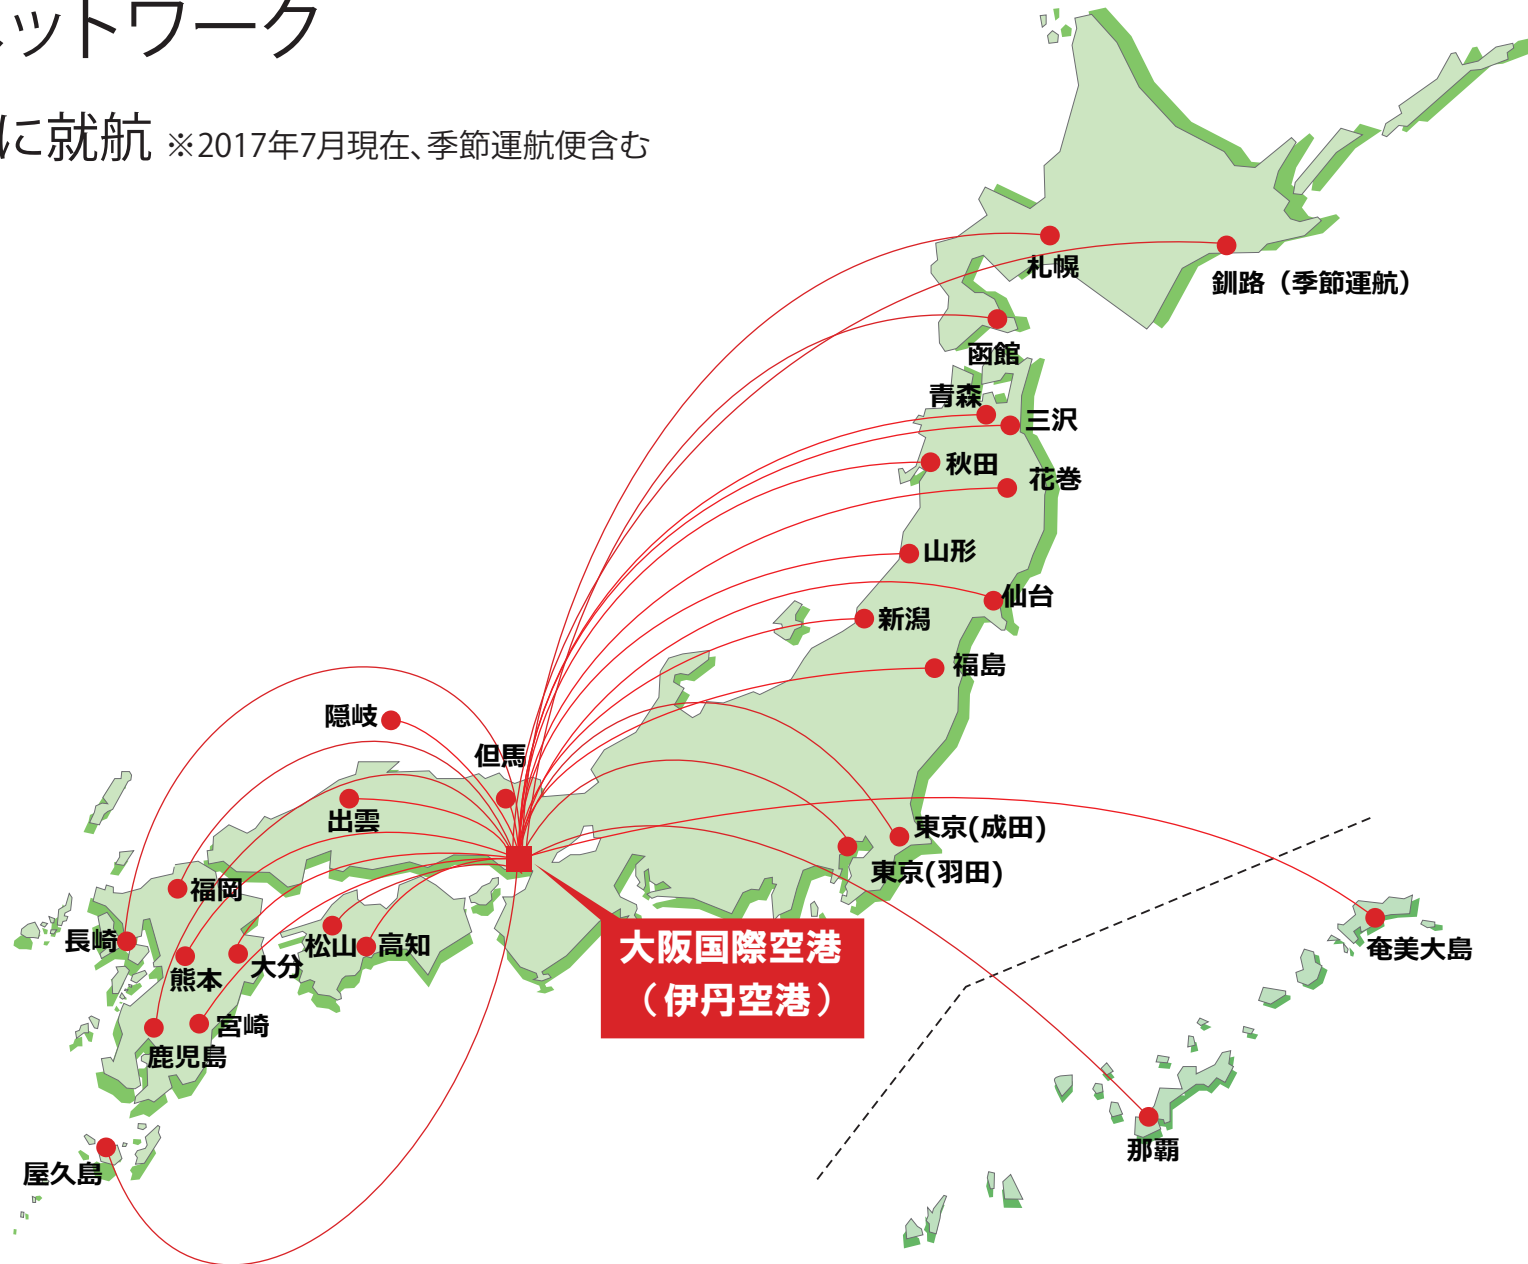 ネットワーク
に就航 ※2017年7月現在、季節運航便含む
札幌
釧路（季節運航）
函館
青森
三沢
秋田
花巻
山形
仙台
新潟
福島
隠岐
但馬
出雲
東京(成田)
東京(羽田)
福岡
長崎
熊本
大分
松山
高知
大阪国際空港
（伊丹空港）
奄美大島
宮崎
鹿児島
那覇
屋久島